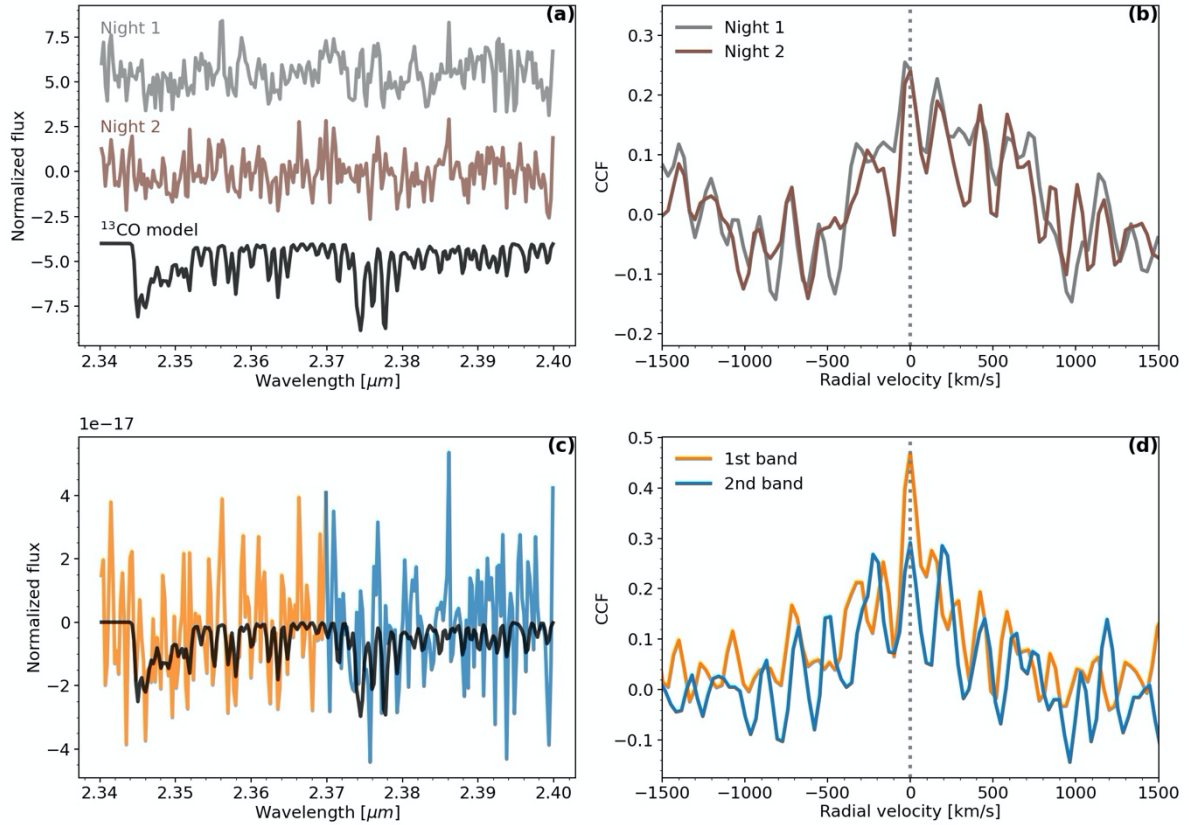 (a)
Night 1
Night 2
¹³CO model
7.5
5.0
2.5
0.0
−2.5
−5.0
−7.5
Normalized flux
2.34 2.35 2.36 2.37 2.38 2.39 2.40
Wavelength [μm]
(b)
Night 1
Night 2
0.3
0.2
0.1
0.0
−0.1
−0.2
CCF
−1500 −1000 −500 0 500 1000 1500
Radial velocity [km/s]
1e−17
(c)
4
2
0
−2
−4
Normalized flux
2.34 2.35 2.36 2.37 2.38 2.39 2.40
Wavelength [μm]
(d)
1st band
2nd band
0.5
0.4
0.3
0.2
0.1
0.0
−0.1
CCF
−1500 −1000 −500 0 500 1000 1500
Radial velocity [km/s]